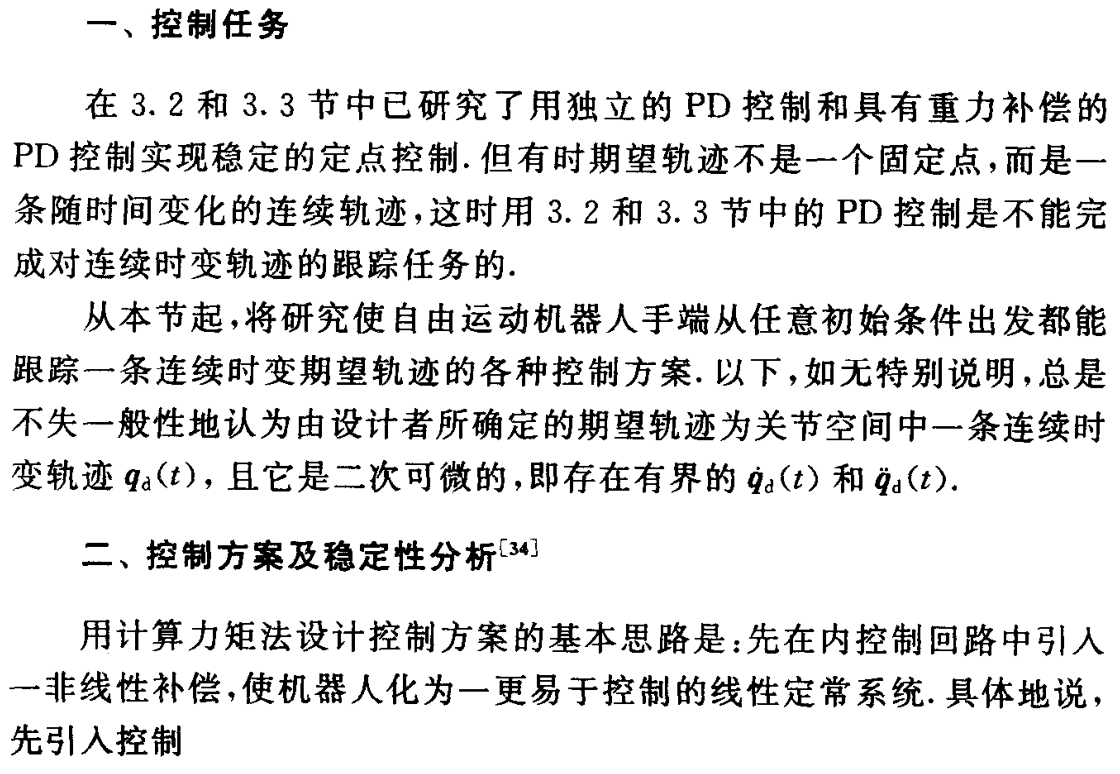 一、控制任务
在 3.2 和 3.3 节中已研究了用独立的 PD 控制和具有重力补偿的
PD 控制实现稳定的定点控制.但有时期望轨迹不是一个固定点,而是一
条随时间变化的连续轨迹,这时用 3.2 和 3.3 节中的 PD 控制是不能完
成对连续时变轨迹的跟踪任务的.
从本节起,将研究使自由运动机器人手端从任意初始条件出发都能
跟踪一条连续时变期望轨迹的各种控制方案.以下,如无特别说明,总是
不失一般性地认为由设计者所确定的期望轨迹为关节空间中一条连续时
变轨迹 q_d(t), 且它是二次可微的,即存在有界的 q̇_d(t) 和 q̈_d(t).
二、控制方案及稳定性分析[34]
用计算力矩法设计控制方案的基本思路是:先在内控制回路中引入
一非线性补偿,使机器人化为一更易于控制的线性定常系统.具体地说,
先引入控制